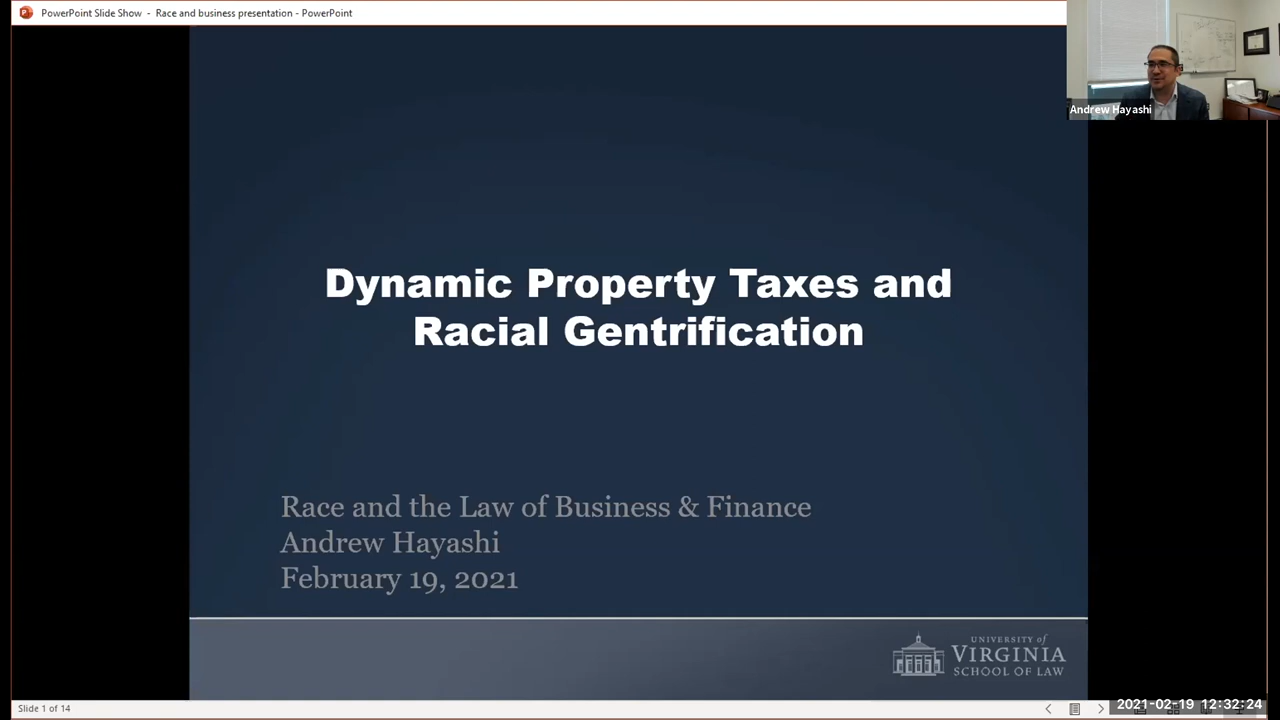 PowerPoint Slide Show - Race and business presentation - PowerPoint
Andrew Hayashi
Dynamic Property Taxes and
Racial Gentrification
Race and the Law of Business & Finance
Andrew Hayashi
February 19, 2021
UNIVERSITY of
VIRGINIA
SCHOOL OF LAW
Slide 1 of 14
2021-02-19 12:32:24